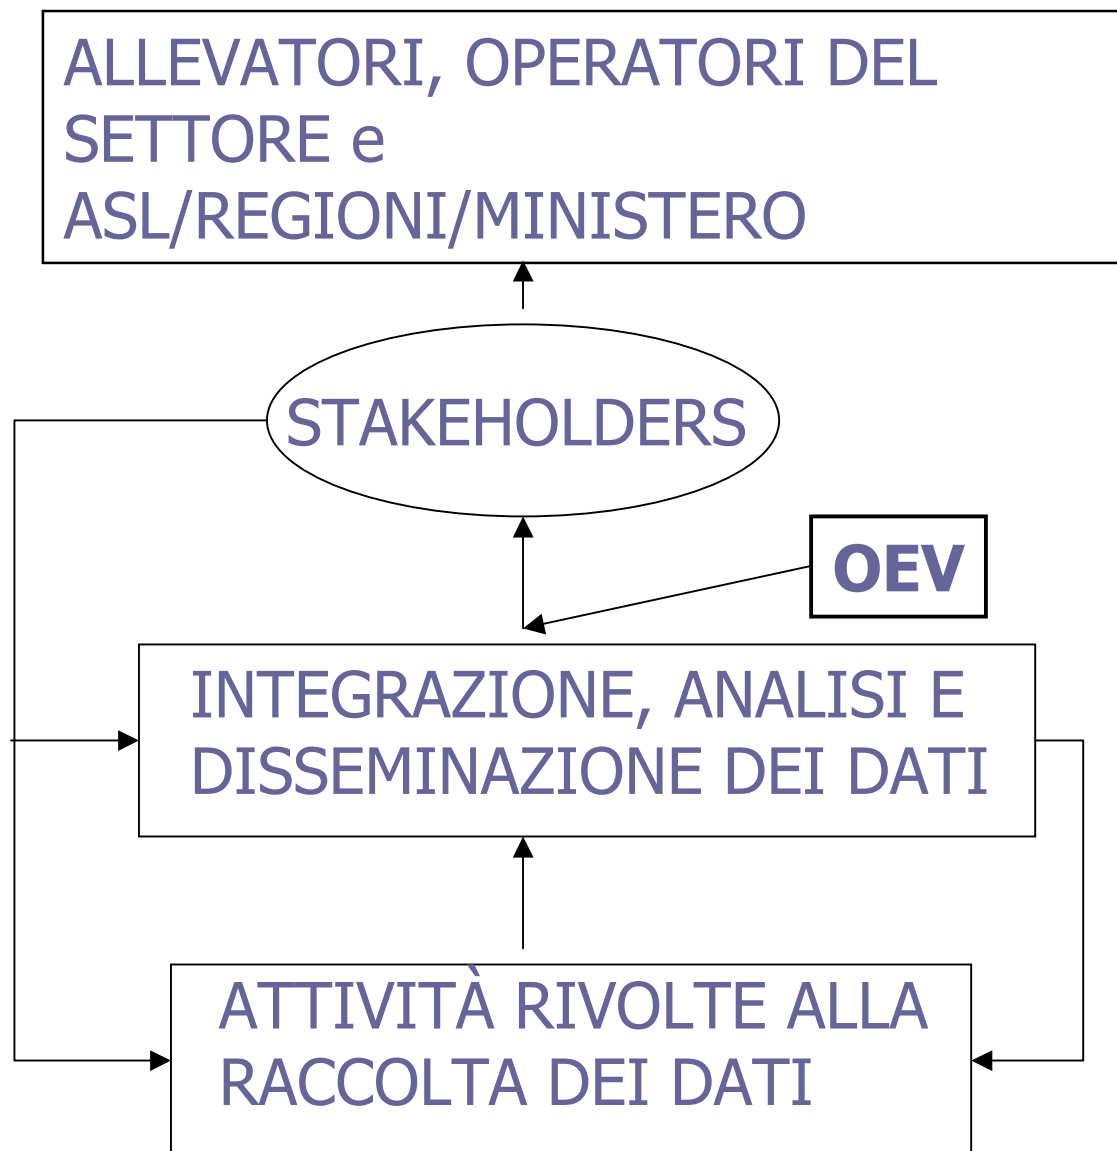 ALLEVATORI, OPERATORI DEL
SETTORE e
ASL/REGIONI/MINISTERO
STAKEHOLDERS
OEV
INTEGRAZIONE, ANALISI E
DISSEMINAZIONE DEI DATI
ATTIVITÀ RIVOLTE ALLA
RACCOLTA DEI DATI